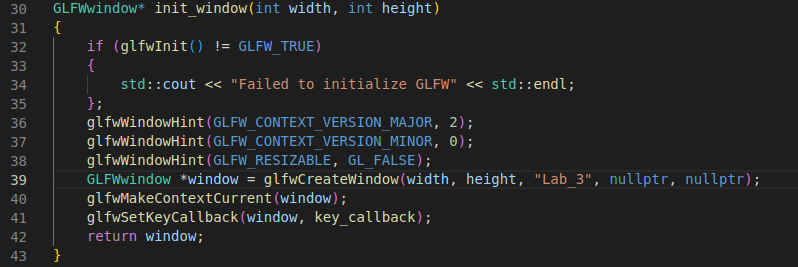 30 GLFWwindow* init_window(int width, int height)
31 {
32     if (glfwInit() != GLFW_TRUE)
33     {
34         std::cout << "Failed to initialize GLFW" << std::endl;
35     };
36     glfwWindowHint(GLFW_CONTEXT_VERSION_MAJOR, 2);
37     glfwWindowHint(GLFW_CONTEXT_VERSION_MINOR, 0);
38     glfwWindowHint(GLFW_RESIZABLE, GL_FALSE);
39     GLFWwindow *window = glfwCreateWindow(width, height, "Lab_3", nullptr, nullptr);
40     glfwMakeContextCurrent(window);
41     glfwSetKeyCallback(window, key_callback);
42     return window;
43 }